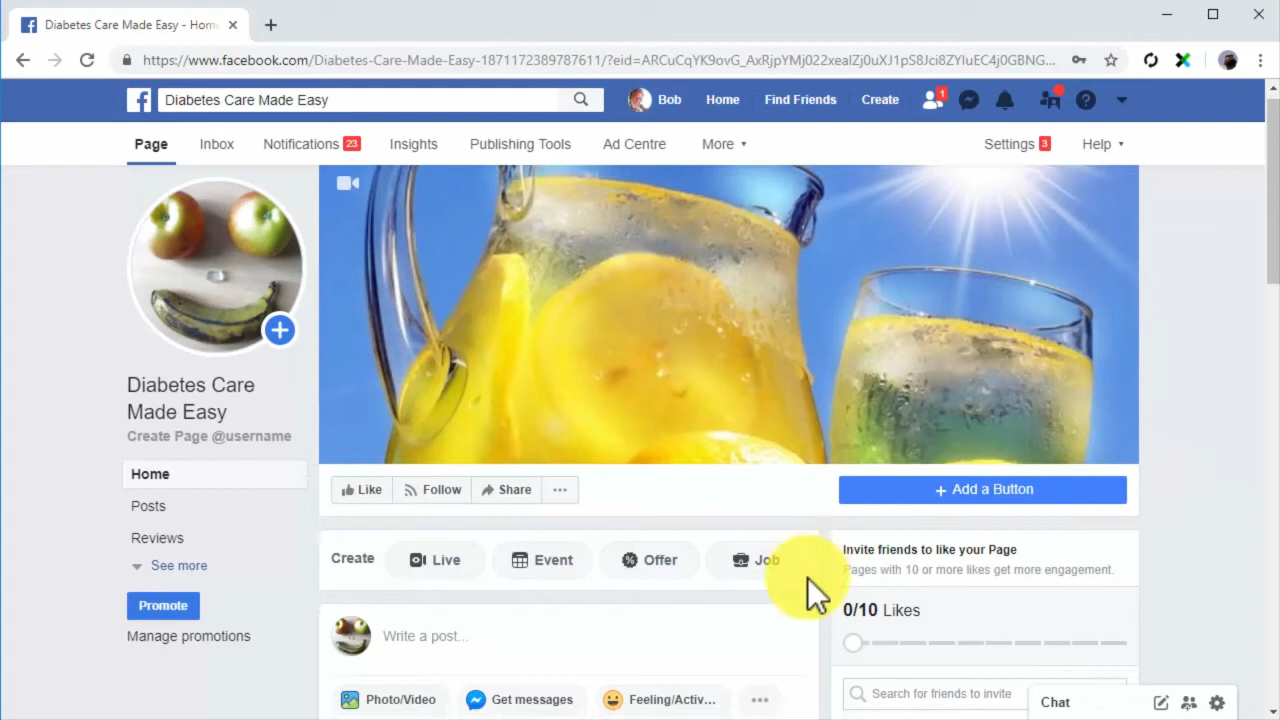 Diabetes Care Made Easy - Hom
https://www.facebook.com/Diabetes-Care-Made-Easy-1871172389787611/?eid=ARCuCqYK9ovG_AxRjpYMj022xealZj0uXJ1pS8Jci8ZYluEC4j0GBNG...
Diabetes Care Made Easy
Bob
Home
Find Friends
Create
1
Page
Inbox
Notifications 23
Insights
Publishing Tools
Ad Centre
More
Settings 3
Help
Diabetes Care
Made Easy
Create Page @username
Home
Posts
Reviews
See more
Promote
Manage promotions
Like
Follow
Share
+ Add a Button
Create
Live
Event
Offer
Job
Write a post...
Photo/Video
Get messages
Feeling/Activ...
Invite friends to like your Page
Pages with 10 or more likes get more engagement.
0/10 Likes
Search for friends to invite
Chat